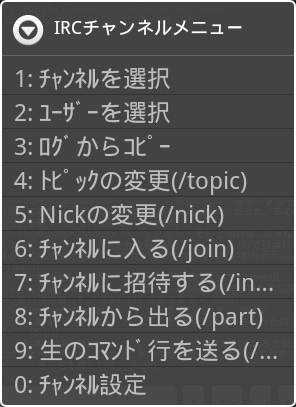 IRCチャンネルメニュー
1: ﾁｬﾝﾈﾙを選択
2: ﾕｰｻﾞｰを選択
3: ﾛｸﾞからｺﾋﾟｰ
4: ﾄﾋﾟｯｸの変更(/topic)
5: Nickの変更(/nick)
6: ﾁｬﾝﾈﾙに入る(/join)
7: ﾁｬﾝﾈﾙに招待する(/in...
8: ﾁｬﾝﾈﾙから出る(/part)
9: 生のｺﾏﾝﾄﾞ行を送る(/...
0: ﾁｬﾝﾈﾙ設定